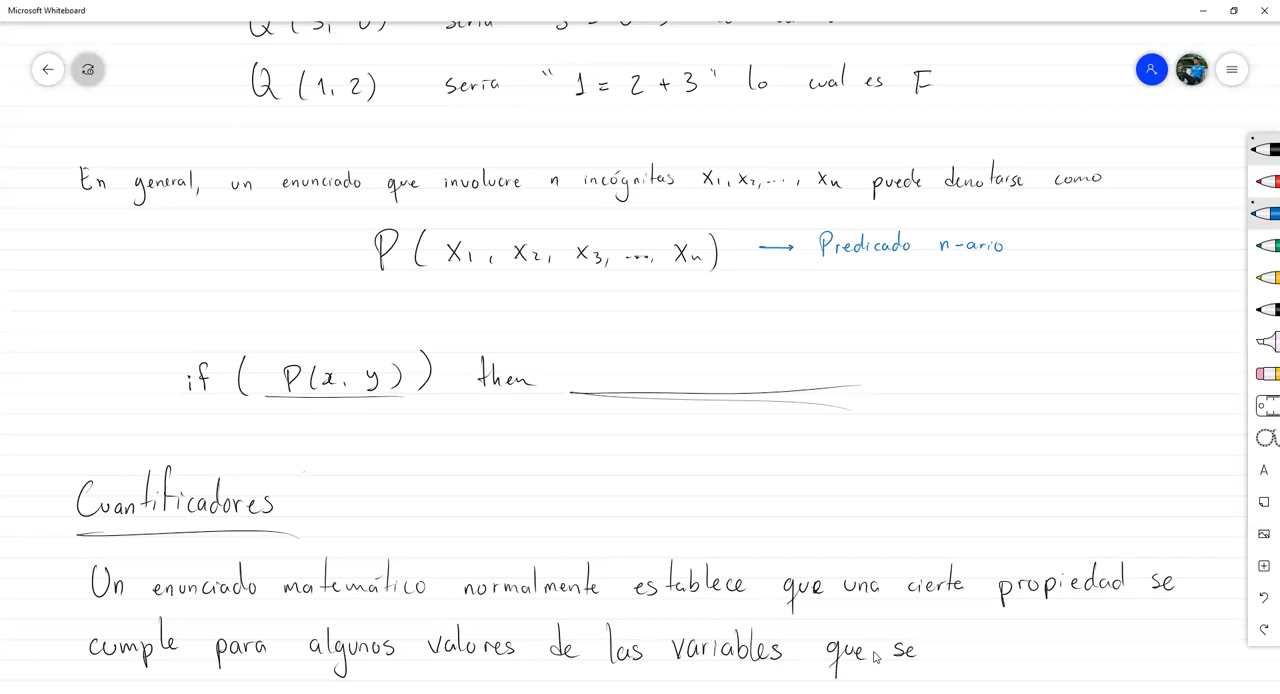 Microsoft Whiteboard
Q (1, 2) sería " 1 = 2 + 3 " lo cual es F
En general, un enunciado que involucre n incógnitas x₁, x₂, ..., xₙ puede denotarse como
P ( x₁, x₂, x₃, ..., xₙ) → Predicado n-ario
if ( P(x, y) ) then
Cuantificadores
Un enunciado matemático normalmente establece que una cierte propiedad se
cumple para algunos valores de las variables que se